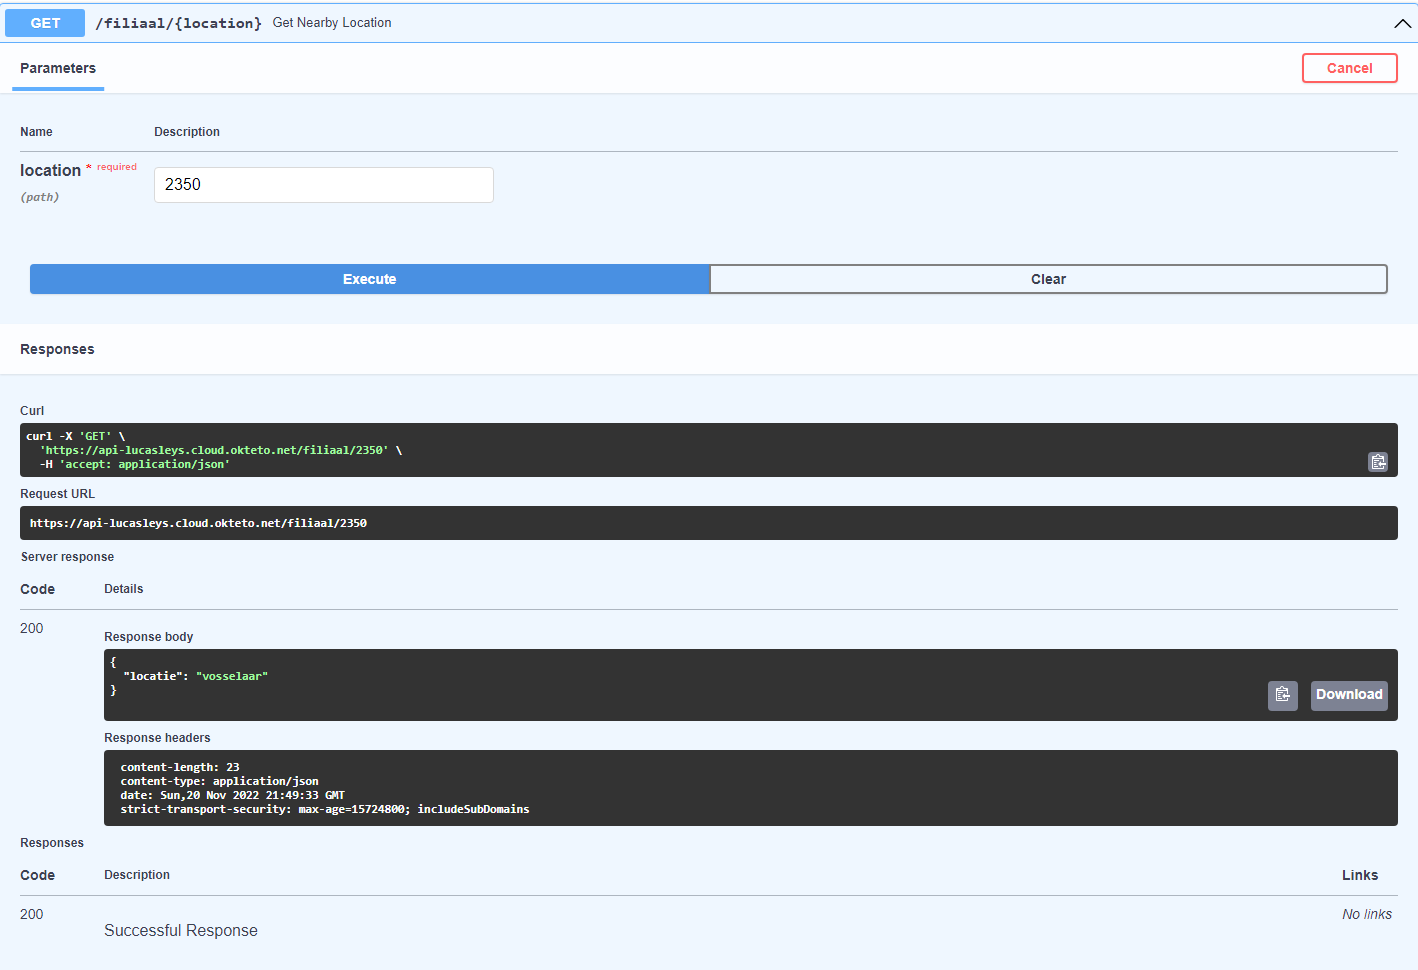 GET /filiaal/{location} Get Nearby Location
Parameters
Cancel
Name Description
location * required
(path)
2350
Execute Clear
Responses
Curl
curl -X 'GET' \
'https://api-lucasleys.cloud.okteto.net/filiaal/2350' \
-H 'accept: application/json'
Request URL
https://api-lucasleys.cloud.okteto.net/filiaal/2350
Server response
Code Details
200
Response body
{
"locatie": "vosselaar"
}
Download
Response headers
content-length: 23
content-type: application/json
date: Sun,20 Nov 2022 21:49:33 GMT
strict-transport-security: max-age=15724800; includeSubDomains
Responses
Code Description Links
200 No links
Successful Response